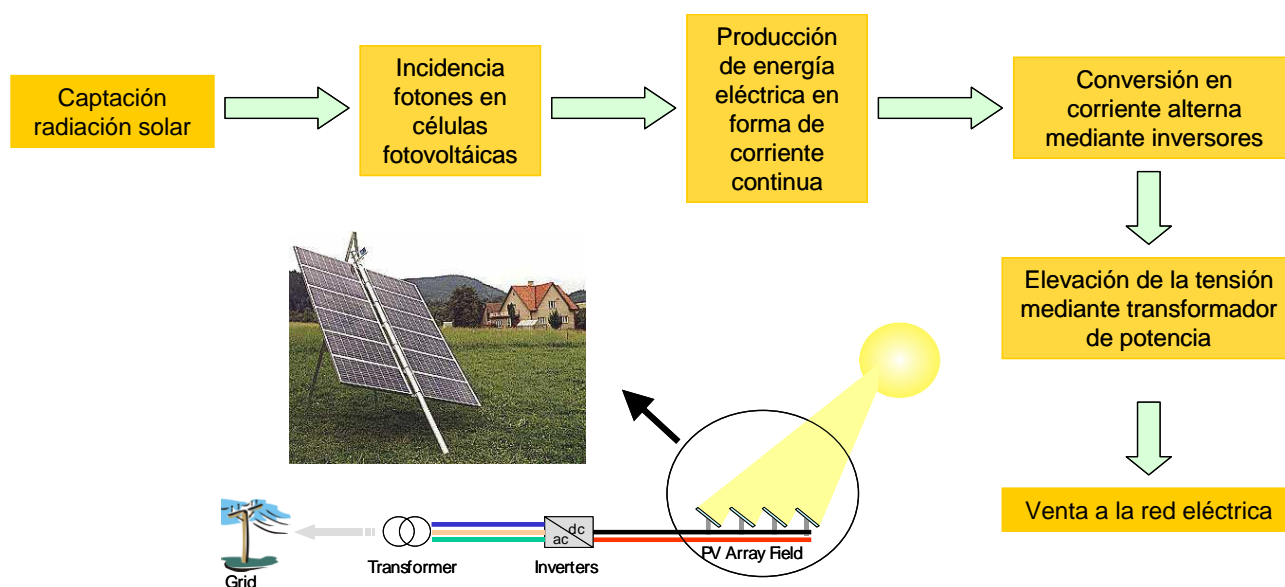 Captación
radiación solar
Incidencia
fotones en
células
fotovoltáicas
Producción
de energía
eléctrica en
forma de
corriente
continua
Conversión en
corriente alterna
mediante inversores
Elevación de la tensión
mediante transformador
de potencia
Venta a la red eléctrica
dc
ac
PV Array Field
Inverters
Transformer
Grid